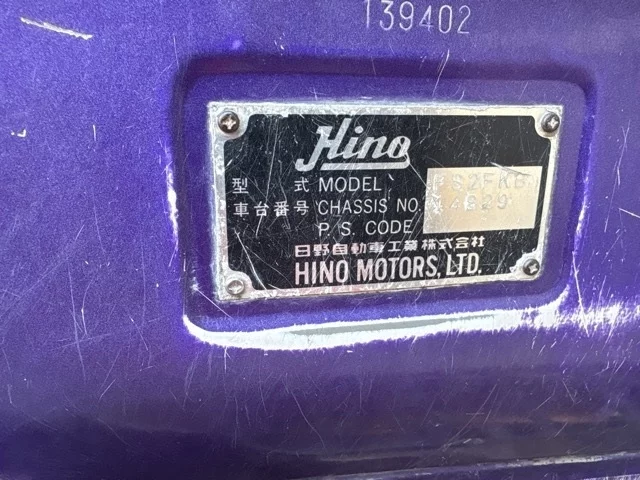 139402
Hino
型 式 MODEL
車台番号 CHASSIS NO.
P. S. CODE
日野自動車工業株式会社
HINO MOTORS, LTD.